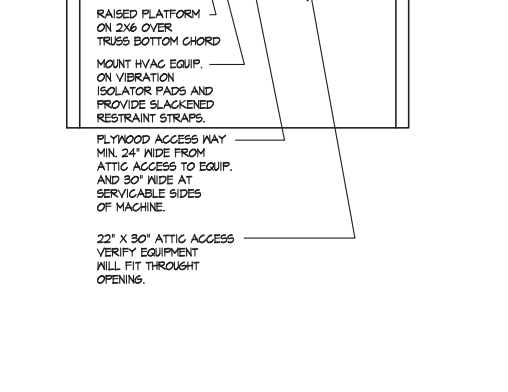 RAISED PLATFORM
ON 2X6 OVER
TRUSS BOTTOM CHORD
MOUNT HVAC EQUIP.
ON VIBRATION
ISOLATOR PADS AND
PROVIDE SLACKENED
RESTRAINT STRAPS.
PLYWOOD ACCESS WAY
MIN. 24" WIDE FROM
ATTIC ACCESS TO EQUIP.
AND 30" WIDE AT
SERVICABLE SIDES
OF MACHINE.
22" X 30" ATTIC ACCESS
VERIFY EQUIPMENT
WILL FIT THROUGHT
OPENING.